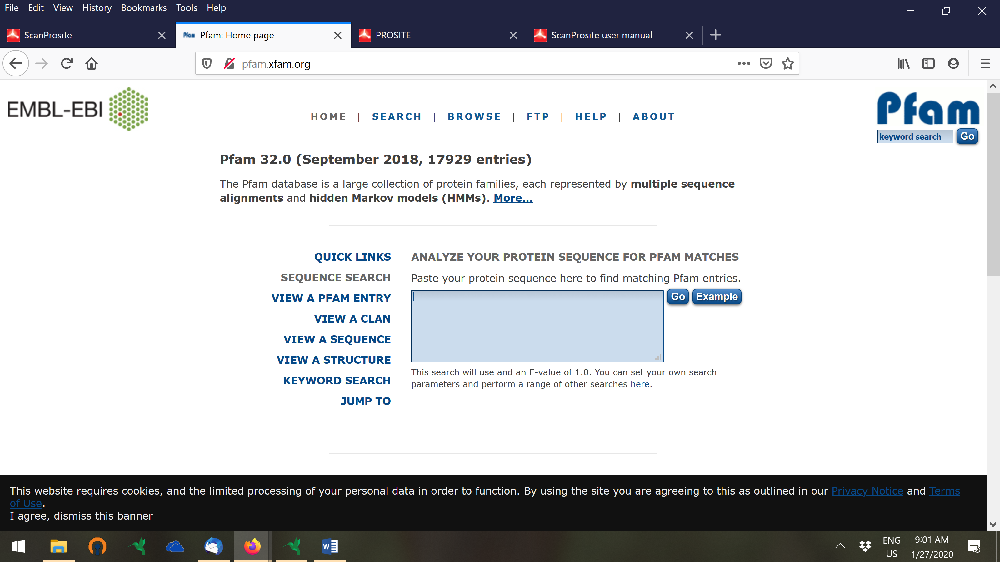 File Edit View History Bookmarks Tools Help
ScanProsite Pfam Pfam: Home page PROSITE ScanProsite user manual
pfam.xfam.org
EMBL-EBI
HOME | SEARCH | BROWSE | FTP | HELP | ABOUT
Pfam
keyword search Go
Pfam 32.0 (September 2018, 17929 entries)
The Pfam database is a large collection of protein families, each represented by multiple sequence
alignments and hidden Markov models (HMMs). More...
QUICK LINKS
SEQUENCE SEARCH
VIEW A PFAM ENTRY
VIEW A CLAN
VIEW A SEQUENCE
VIEW A STRUCTURE
KEYWORD SEARCH
JUMP TO
ANALYZE YOUR PROTEIN SEQUENCE FOR PFAM MATCHES
Paste your protein sequence here to find matching Pfam entries.
Go Example
This search will use and an E-value of 1.0. You can set your own search
parameters and perform a range of other searches here.
This website requires cookies, and the limited processing of your personal data in order to function. By using the site you are agreeing to this as outlined in our Privacy Notice and Terms
of Use.
I agree, dismiss this banner
W
ENG
US
9:01 AM
1/27/2020